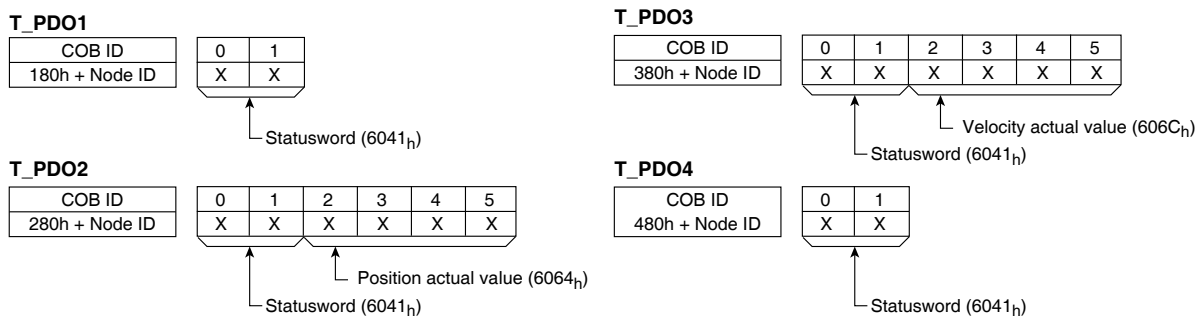 T_PDO1
COB ID 0 1
180h + Node ID X X
Statusword (6041h)
T_PDO2
COB ID 0 1 2 3 4 5
280h + Node ID X X X X X X
Position actual value (6064h)
Statusword (6041h)
T_PDO3
COB ID 0 1 2 3 4 5
380h + Node ID X X X X X X
Velocity actual value (606Ch)
Statusword (6041h)
T_PDO4
COB ID 0 1
480h + Node ID X X
Statusword (6041h)